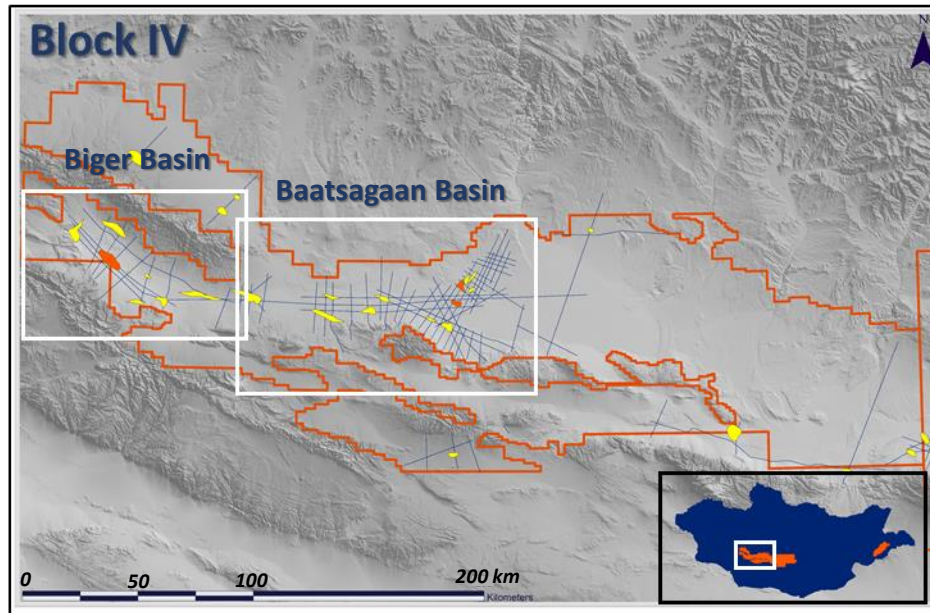 Block IV
N
Biger Basin
Baatsagaan Basin
0 50 100 200 km
Kilometers